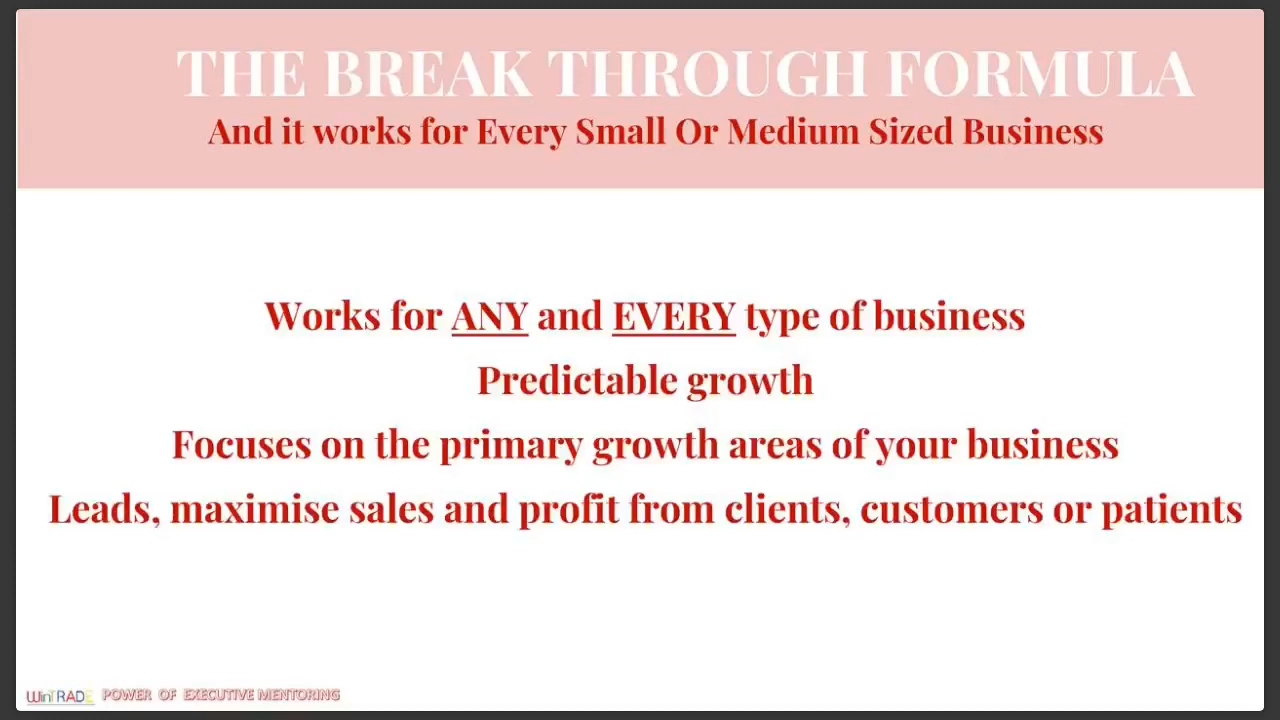 THE BREAK THROUGH FORMULA
And it works for Every Small Or Medium Sized Business
Works for ANY and EVERY type of business
Predictable growth
Focuses on the primary growth areas of your business
Leads, maximise sales and profit from clients, customers or patients
WinTRADE POWER OF EXECUTIVE MENTORING